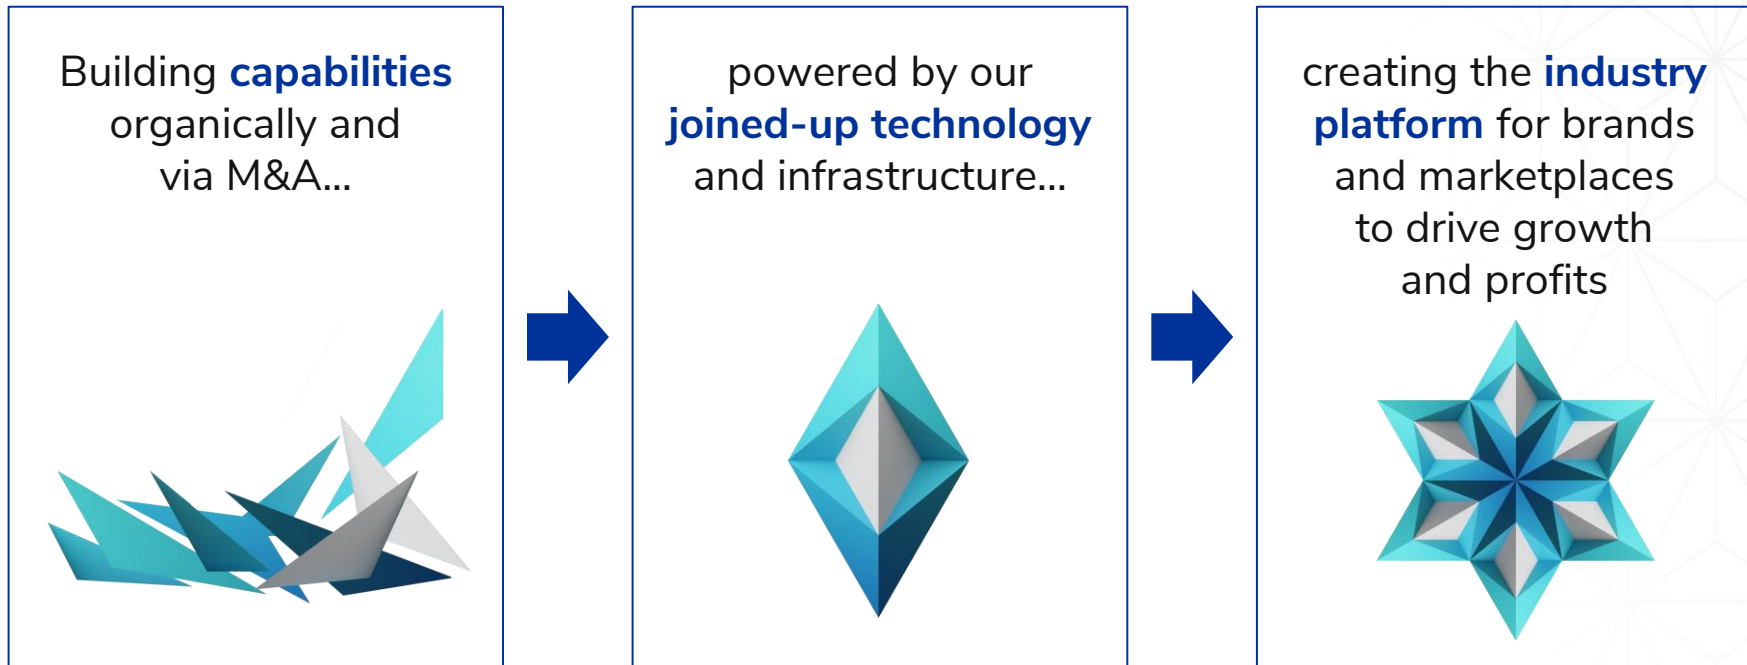 Building capabilities
organically and
via M&A...
powered by our
joined-up technology
and infrastructure...
creating the industry
platform for brands
and marketplaces
to drive growth
and profits